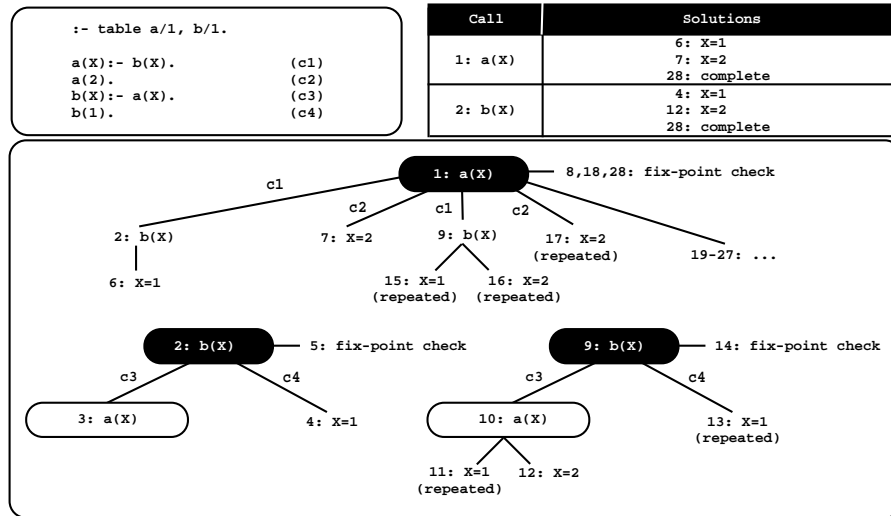 :- table a/1, b/1.
a(X):- b(X). (c1)
a(2). (c2)
b(X):- a(X). (c3)
b(1). (c4)
Call Solutions
1: a(X)
6: X=1
7: X=2
28: complete
2: b(X)
4: X=1
12: X=2
28: complete
1: a(X)
8,18,28: fix-point check
c1
c2
c1
c2
2: b(X)
7: X=2
9: b(X)
17: X=2
(repeated)
19-27: ...
6: X=1
15: X=1
(repeated)
16: X=2
(repeated)
2: b(X)
5: fix-point check
c3
c4
3: a(X)
4: X=1
9: b(X)
14: fix-point check
c3
c4
10: a(X)
13: X=1
(repeated)
11: X=1
(repeated)
12: X=2